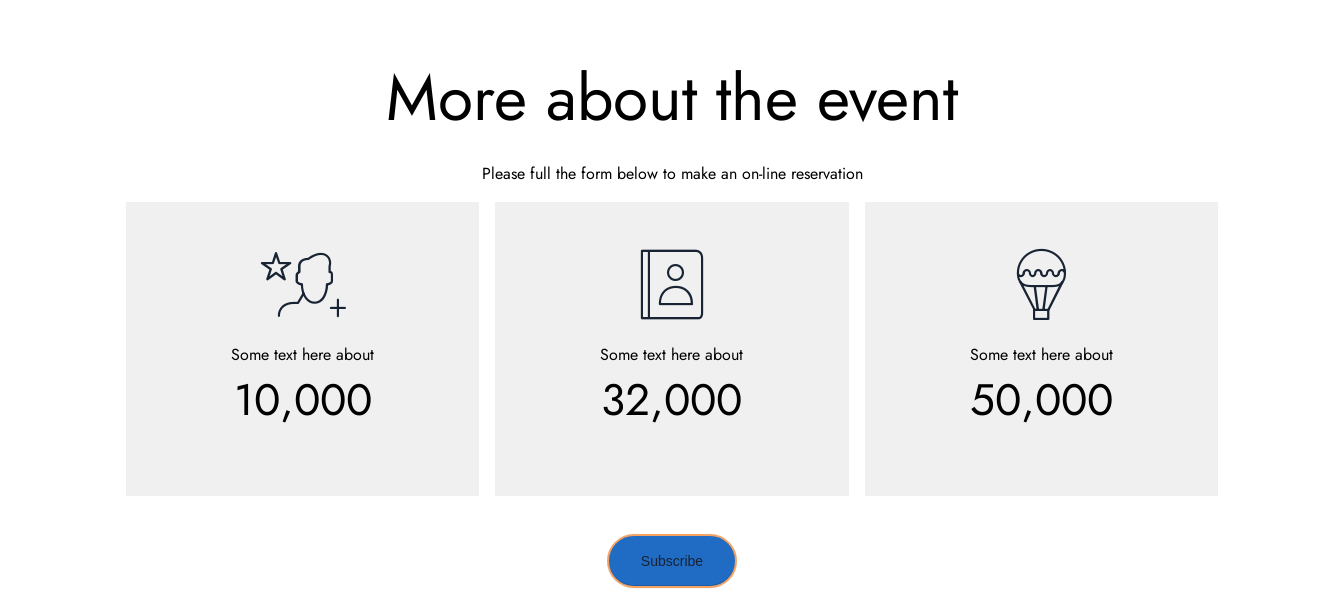 More about the event
Please full the form below to make an on-line reservation
Some text here about
10,000
Some text here about
32,000
Some text here about
50,000
Subscribe